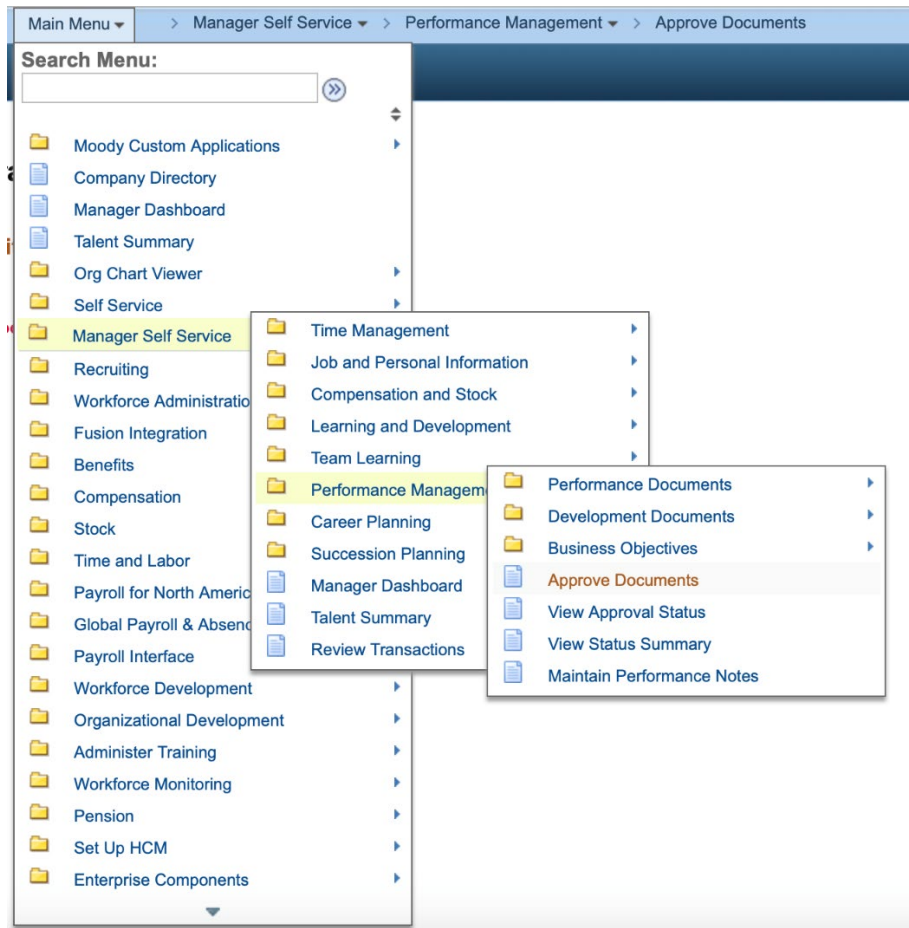 Main Menu > Manager Self Service > Performance Management > Approve Documents
Search Menu:
Moody Custom Applications
Company Directory
Manager Dashboard
Talent Summary
Org Chart Viewer
Self Service
Manager Self Service
Recruiting
Workforce Administratio
Fusion Integration
Benefits
Compensation
Stock
Time and Labor
Payroll for North Americ
Global Payroll & Absenc
Payroll Interface
Workforce Development
Organizational Development
Administer Training
Workforce Monitoring
Pension
Set Up HCM
Enterprise Components
Time Management
Job and Personal Information
Compensation and Stock
Learning and Development
Team Learning
Performance Managem
Career Planning
Succession Planning
Manager Dashboard
Talent Summary
Review Transactions
Performance Documents
Development Documents
Business Objectives
Approve Documents
View Approval Status
View Status Summary
Maintain Performance Notes